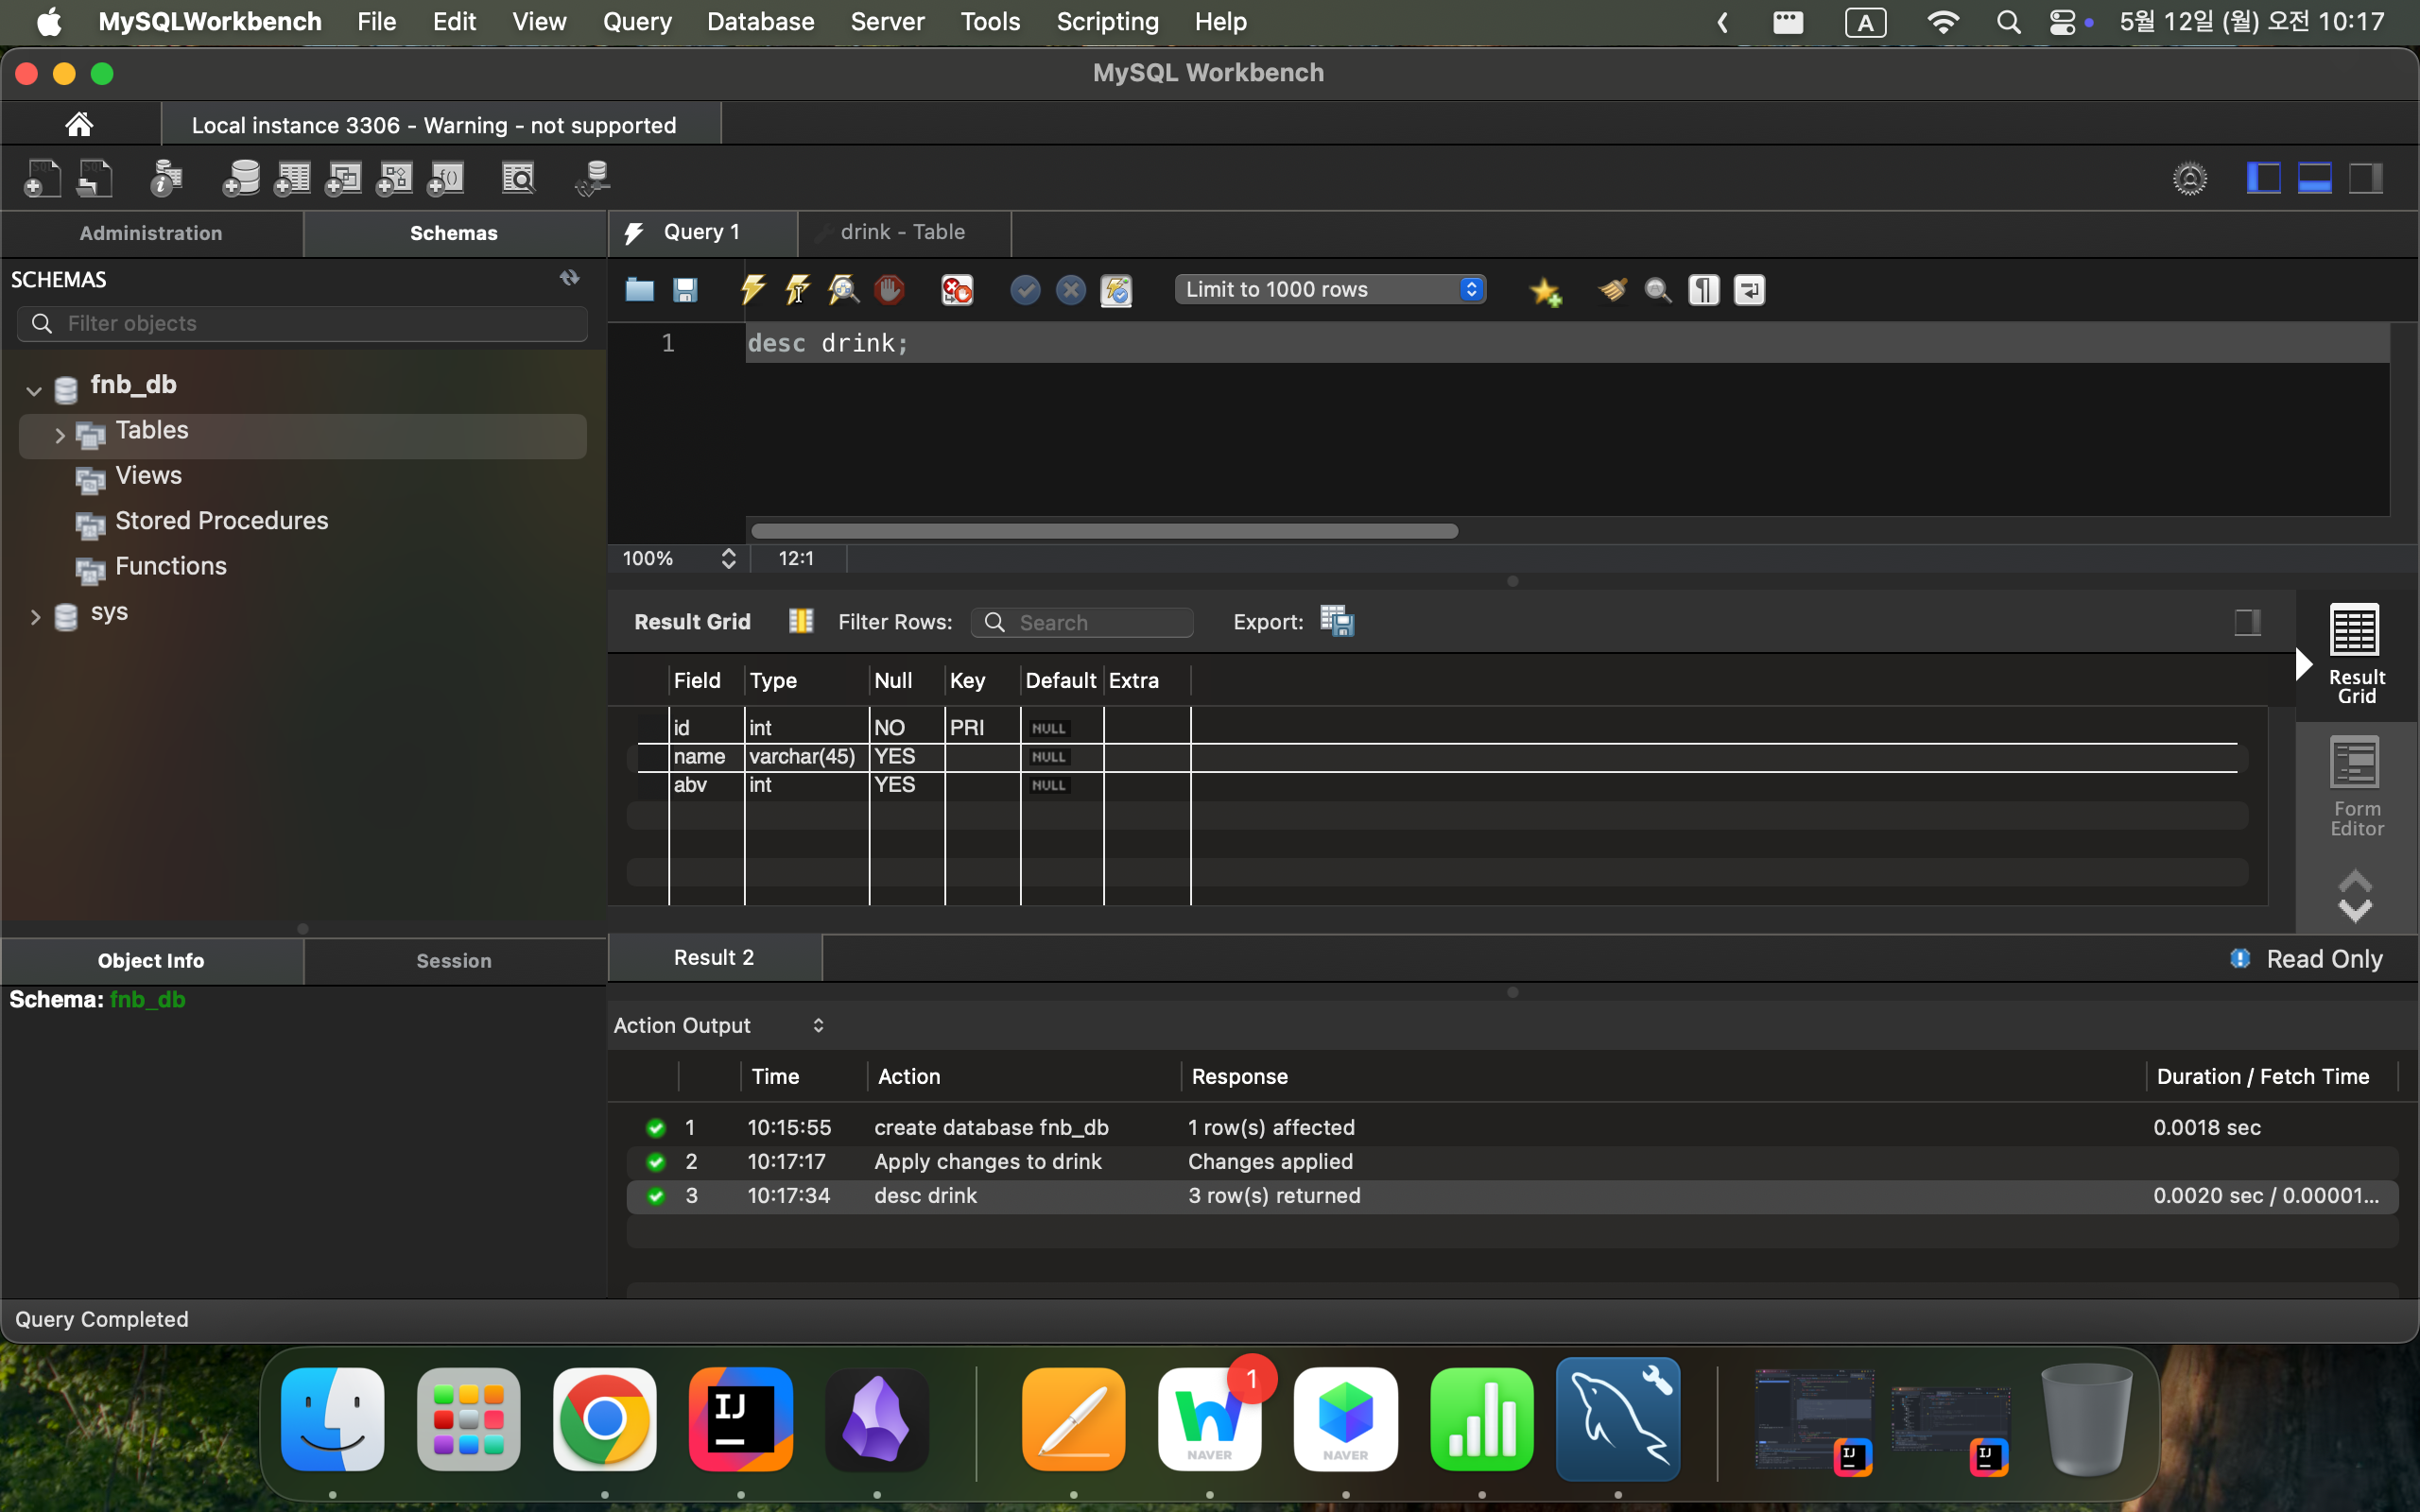 MySQLWorkbench File Edit View Query Database Server Tools Scripting Help A 5월 12일 (월) 오전 10:17
MySQL Workbench
Local instance 3306 - Warning - not supported
Administration Schemas Query 1 drink - Table
SCHEMAS
Filter objects
Limit to 1000 rows
1 desc drink;
fnb_db
Tables
Views
Stored Procedures
Functions
sys
100% 12:1
Result Grid Filter Rows: Search Export:
Field Type Null Key Default Extra
id int NO PRI NULL
name varchar(45) YES NULL
abv int YES NULL
Result
Grid
Form
Editor
Result 2 Read Only
Object Info Session
Schema: fnb_db
Action Output
Time Action Response Duration / Fetch Time
1 10:15:55 create database fnb_db 1 row(s) affected 0.0018 sec
2 10:17:17 Apply changes to drink Changes applied
3 10:17:34 desc drink 3 row(s) returned 0.0020 sec / 0.00001...
Query Completed
IJ
1
NAVER
NAVER
IJ
IJ